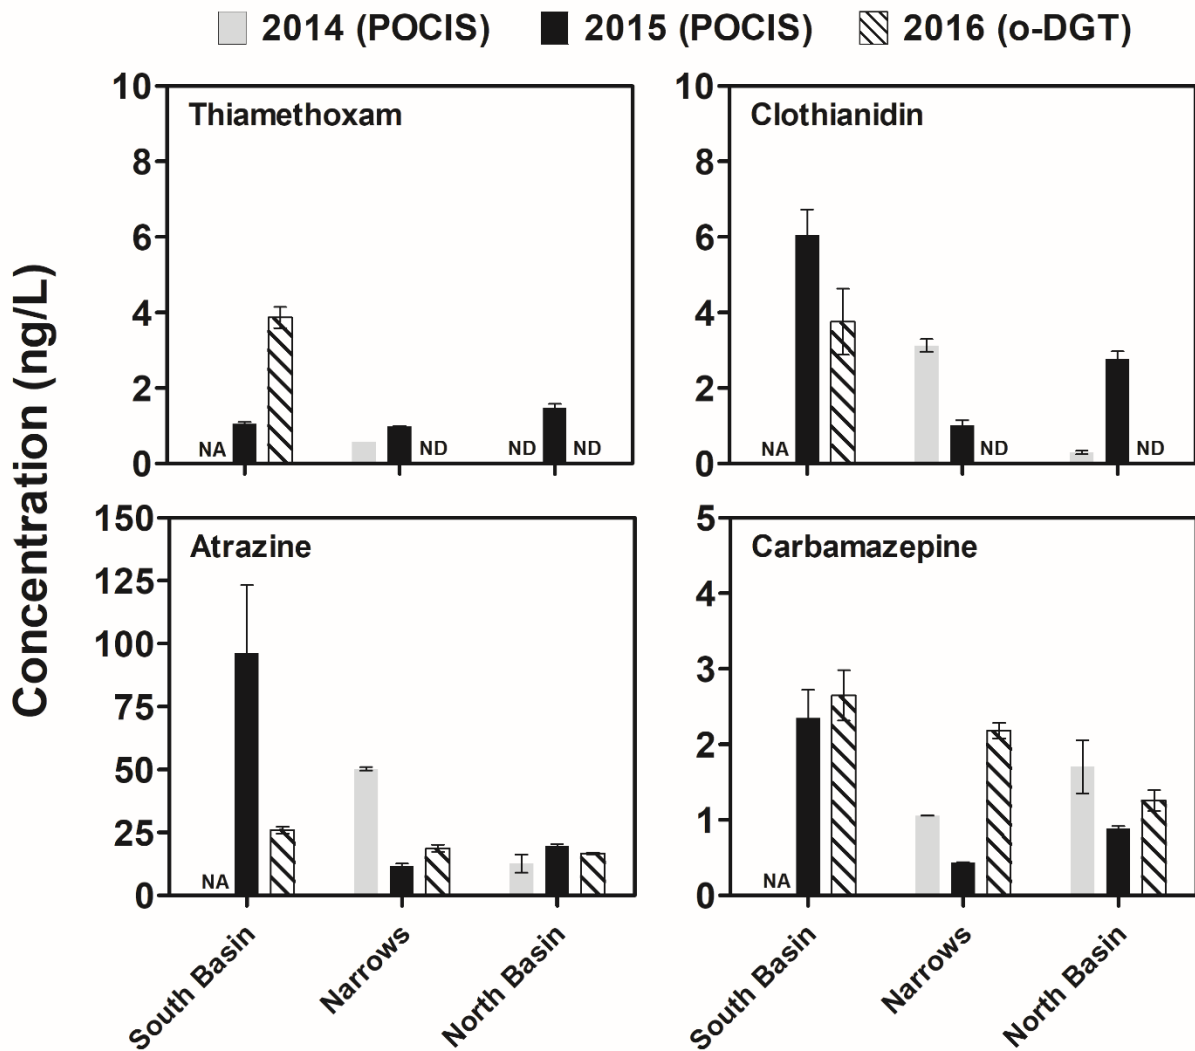 2014 (POCIS) 2015 (POCIS) 2016 (o-DGT)
Concentration (ng/L)
Thiamethoxam
10
8
6
4
2
0
NA ND ND ND
Clothianidin
10
8
6
4
2
0
NA ND ND
Atrazine
150
125
100
75
50
25
0
NA
South Basin
Narrows
North Basin
Carbamazepine
5
4
3
2
1
0
NA
South Basin
Narrows
North Basin